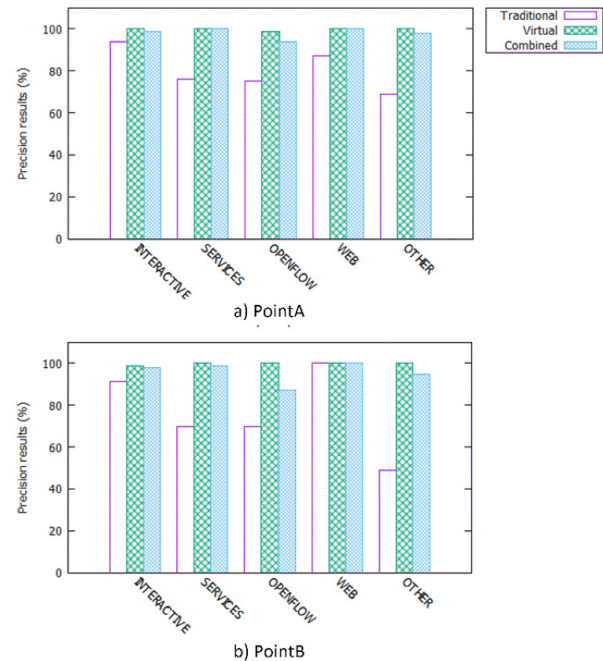 Traditional
Virtual
Combined
Precision results (%)
100
80
60
40
20
0
INTERACTIVE
SERVICES
OPENFLOW
WEB
OTHER
a) PointA
Precision results (%)
100
80
60
40
20
0
INTERACTIVE
SERVICES
OPENFLOW
WEB
OTHER
b) PointB